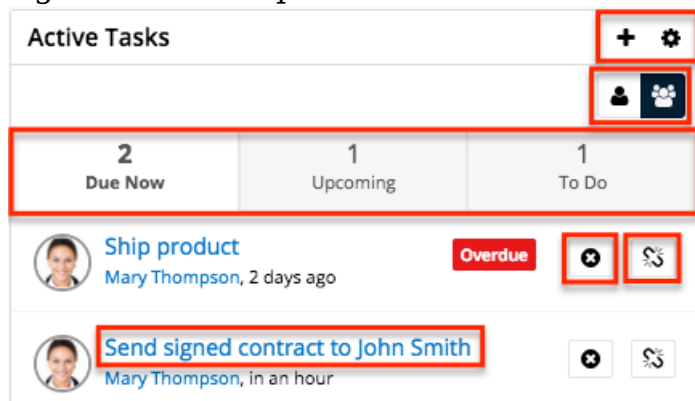 Active Tasks
2 1 1
Due Now Upcoming To Do
Ship product Overdue
Mary Thompson, 2 days ago
Send signed contract to John Smith
Mary Thompson, in an hour